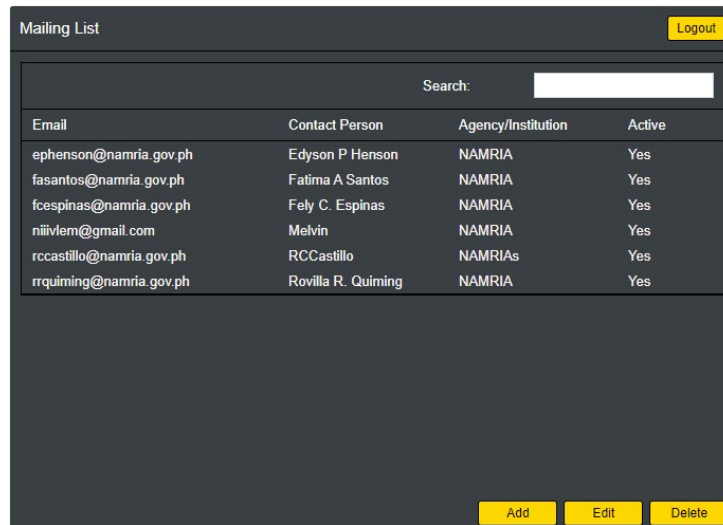 Mailing List Logout
Search:
Email Contact Person Agency/Institution Active
ephenson@namria.gov.ph Edyson P Henson NAMRIA Yes
fasantos@namria.gov.ph Fatima A Santos NAMRIA Yes
fcespinas@namria.gov.ph Fely C. Espinas NAMRIA Yes
niiivlem@gmail.com Melvin NAMRIA Yes
rccastillo@namria.gov.ph RCCastillo NAMRIAs Yes
rrquiming@namria.gov.ph Rovilla R. Quiming NAMRIA Yes
Add Edit Delete